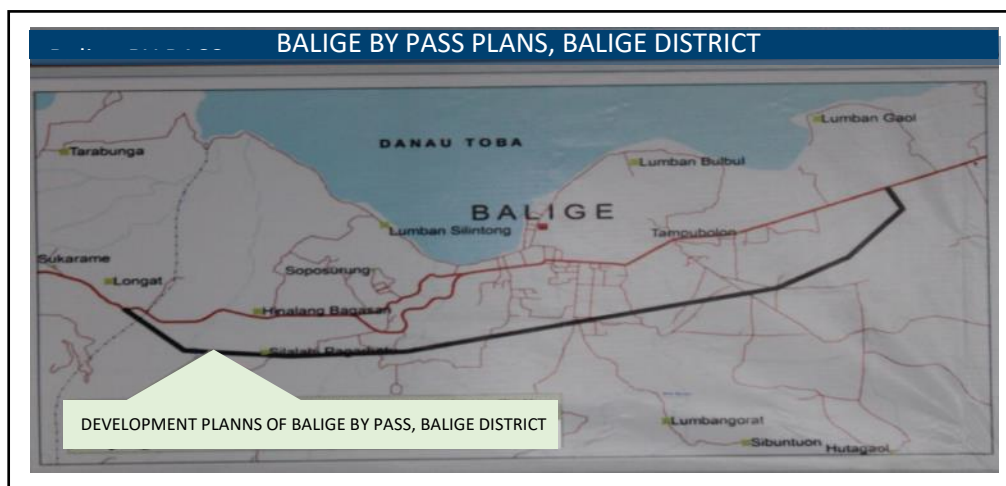 BALIGE BY PASS PLANS, BALIGE DISTRICT
Lumban Gaol
Tarabunga
DANAU TOBA
Lumban Bulbul
BALIGE
Lumban Silintong
Tampubolon
Sukarame
Soposurung
Longat
Hinalang Bagasan
Silalahi
DEVELOPMENT PLANNS OF BALIGE BY PASS, BALIGE DISTRICT
Lumbangorat
Sibuntuon
Hutagaol